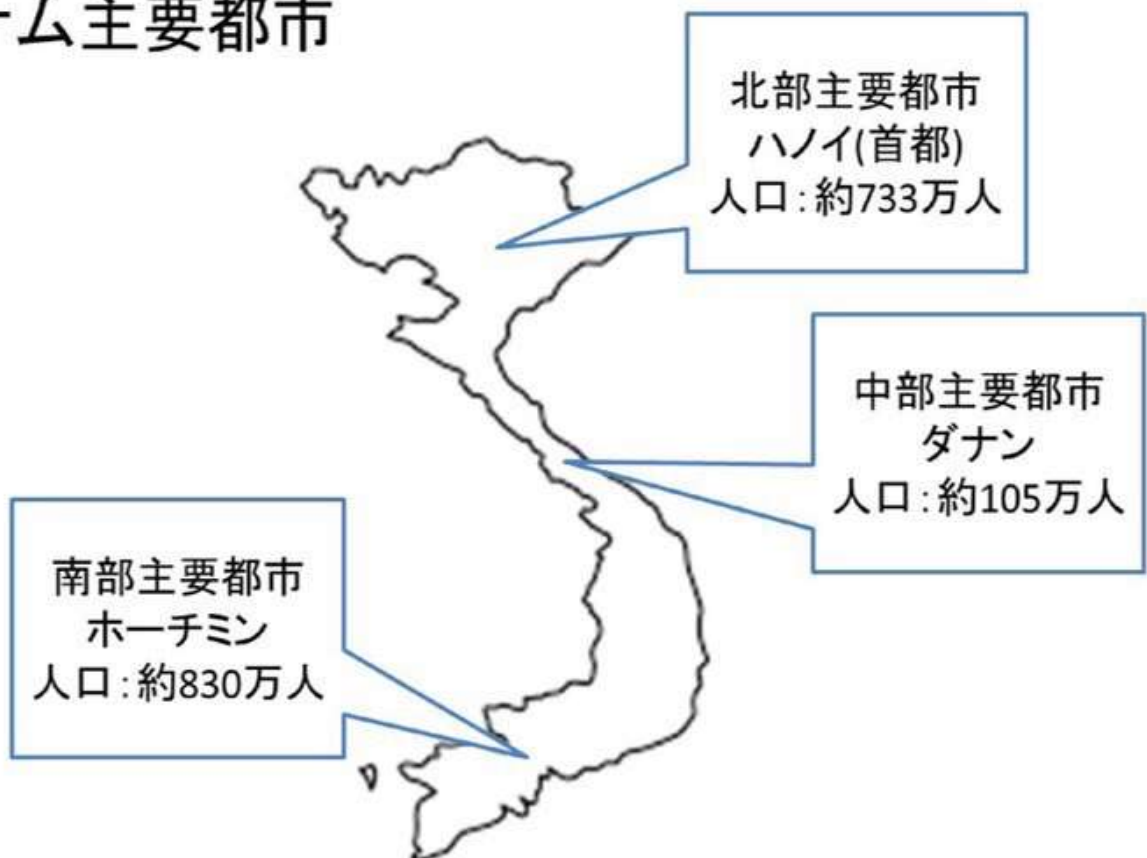 ナム主要都市
北部主要都市
ハノイ(首都)
人口:約733万人
中部主要都市
ダナン
人口:約105万人
南部主要都市
ホーチミン
人口:約830万人